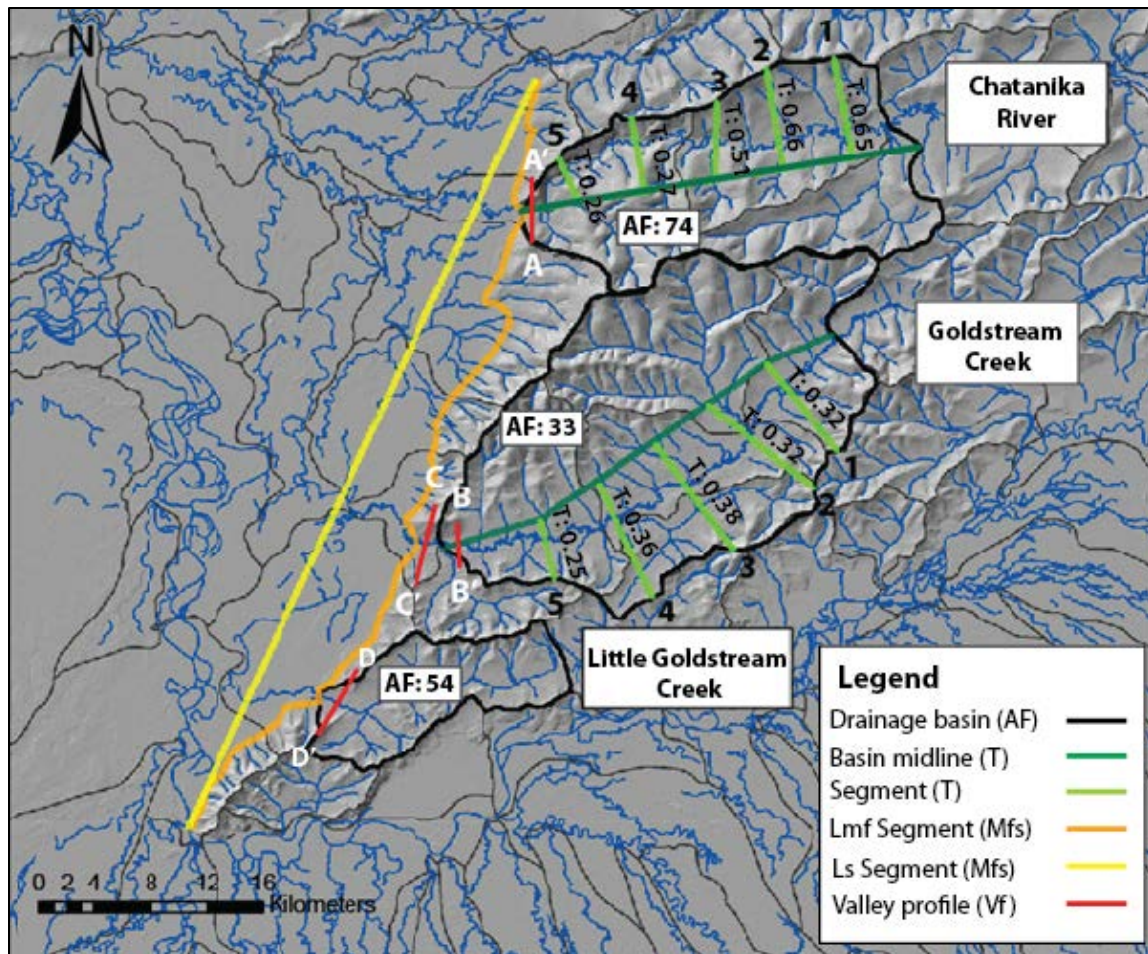 N
1
2
3
4
5
T: 0.65
T: 0.66
T: 0.51
T: 0.27
T: 0.26
A'
A
AF: 74
Chatanika
River
Goldstream
Creek
AF: 33
T: 0.32
T: 0.32
T: 0.38
T: 0.36
T: 0.25
1
2
3
4
5
C
B
C'
B'
D
D'
AF: 54
Little Goldstream
Creek
Legend
Drainage basin (AF)
Basin midline (T)
Segment (T)
Lmf Segment (Mfs)
Ls Segment (Mfs)
Valley profile (Vf)
0 2 4 8 12 16
Kilometers